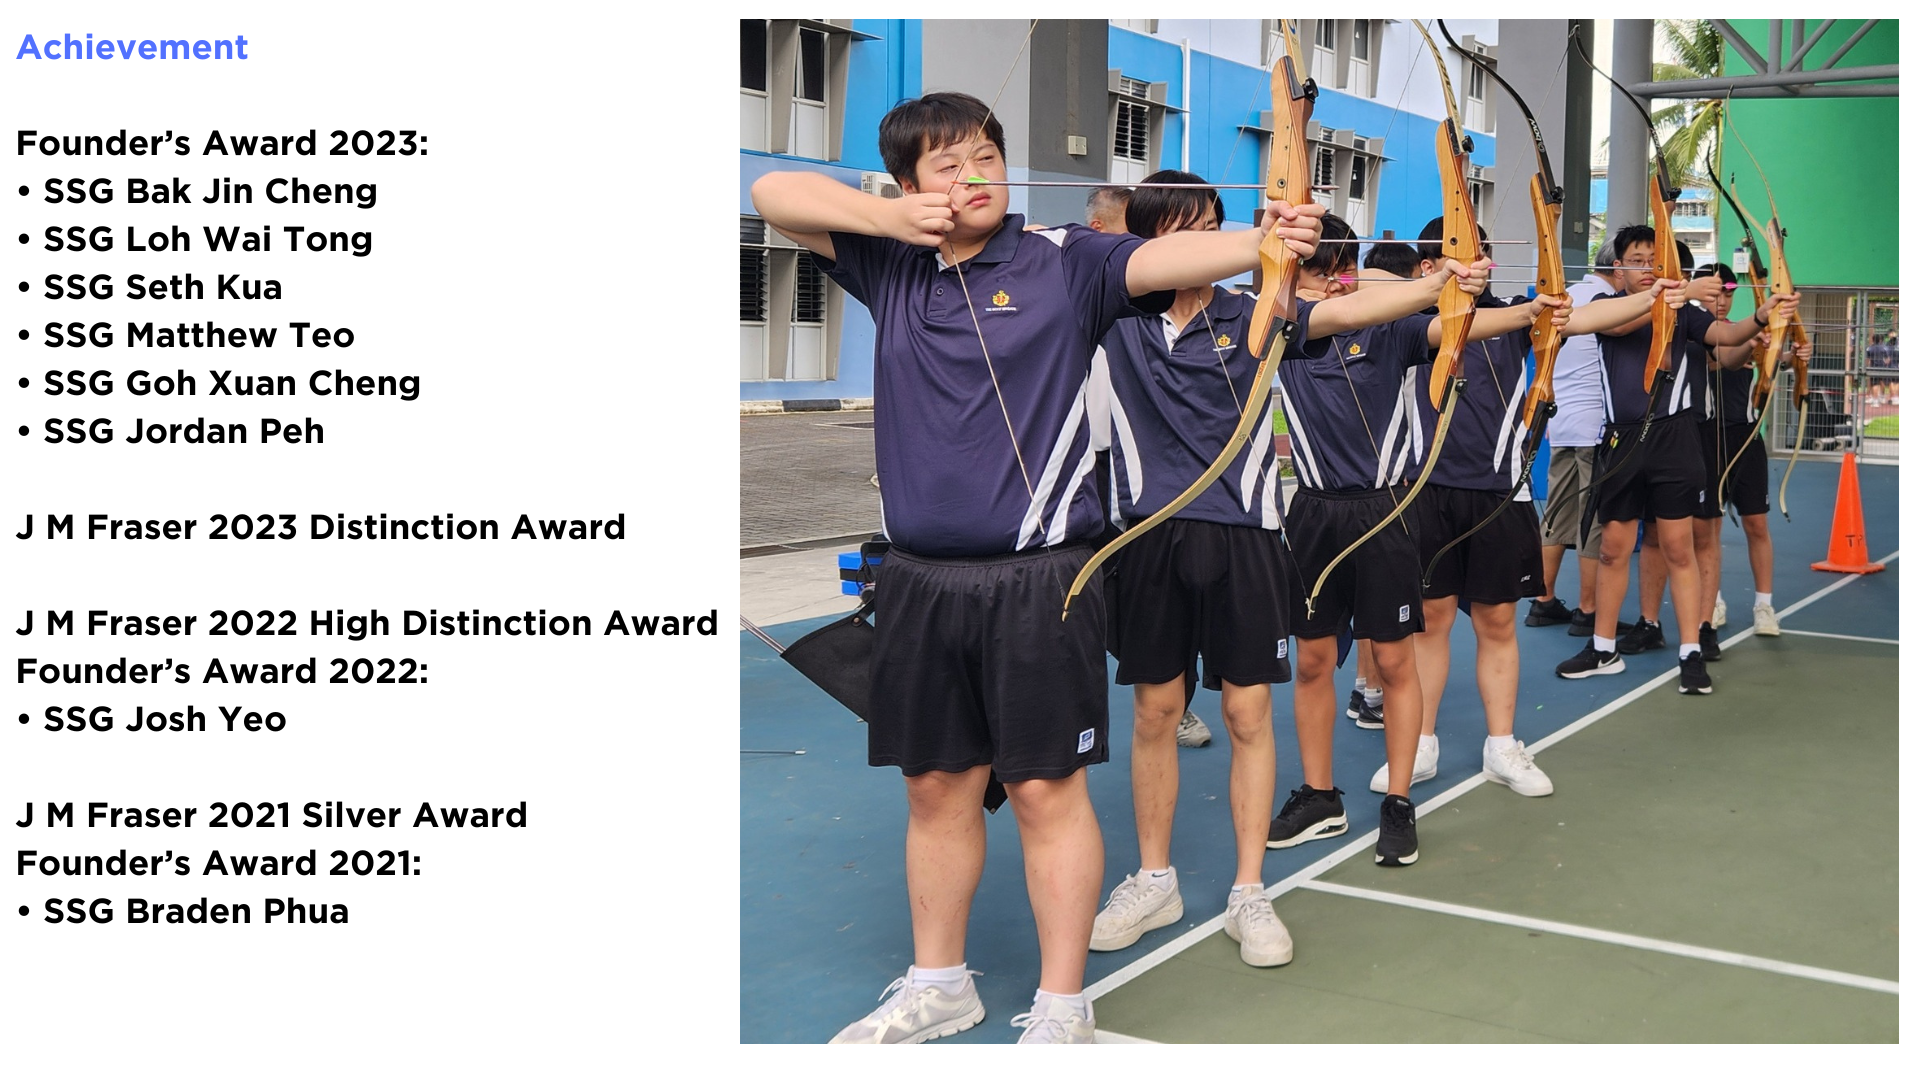 Achievement
Founder’s Award 2023:
• SSG Bak Jin Cheng
• SSG Loh Wai Tong
• SSG Seth Kua
• SSG Matthew Teo
• SSG Goh Xuan Cheng
• SSG Jordan Peh
J M Fraser 2023 Distinction Award
J M Fraser 2022 High Distinction Award
Founder’s Award 2022:
• SSG Josh Yeo
J M Fraser 2021 Silver Award
Founder’s Award 2021:
• SSG Braden Phua